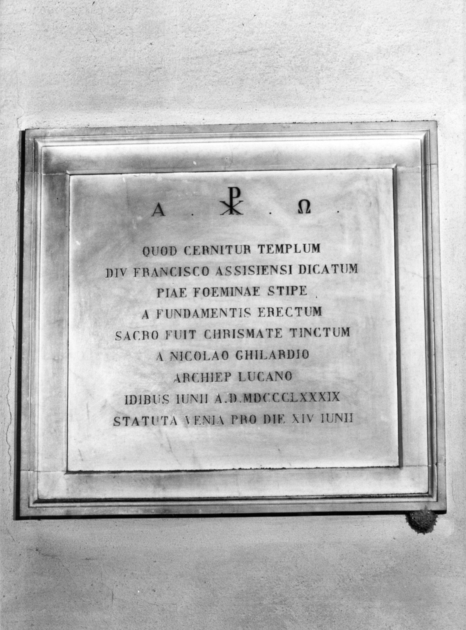 A . ☧ . Ω .
QUOD CERNITUR TEMPLUM
DIV FRANCISCO ASSISIENSI DICATUM
PIAE FOEMINAE STIPE
A FUNDAMENTIS ERECTUM
SACRO FUIT CHRISMATE TINCTUM
A NICOLAO GHILARDIO
ARCHIEP LUCANO
IDIBUS IUNII A.D.MDCCCLXXXIX
STATUTA VENIA PRO DIE XIV IUNII